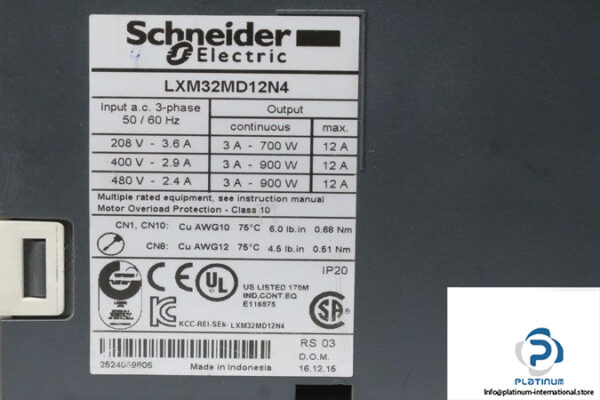 Schneider
Electric
LXM32MD12N4
Input a.c. 3-phase
50 / 60 Hz
Output
continuous
max.
208 V - 3.6 A
3 A - 700 W
12 A
400 V - 2.9 A
3 A - 900 W
12 A
480 V - 2.4 A
3 A - 900 W
12 A
Multiple rated equipment, see instruction manual
Motor Overload Protection - Class 10
CN1, CN10: Cu AWG10 75°C 6.0 lb.in 0.68 Nm
CN8: Cu AWG12 75°C 4.5 lb.in 0.51 Nm
IP20
CE
UL
US LISTED 170M
IND.CONT.EQ
E116875
SA
KCC-REI-SEk- LXM32MD12N4
RS 03
D.O.M.
Made in Indonesia
16.12.15
PLATINUM
https://platinum-international.store